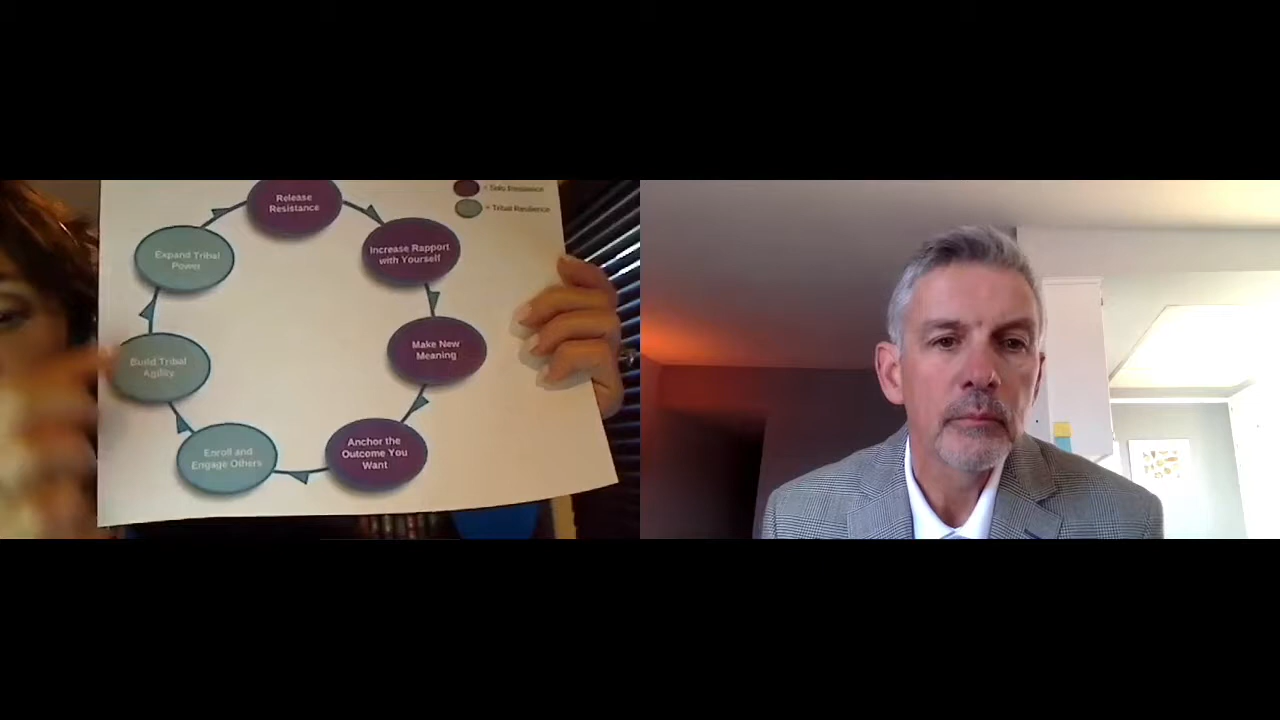 Release
Resistance
Increase Rapport
with Yourself
Make New
Meaning
Anchor the
Outcome You
Want
Enroll and
Engage Others
Build Tribal
Agility
Expand Tribal
Power
= Solo Resilience
= Tribal Resilience